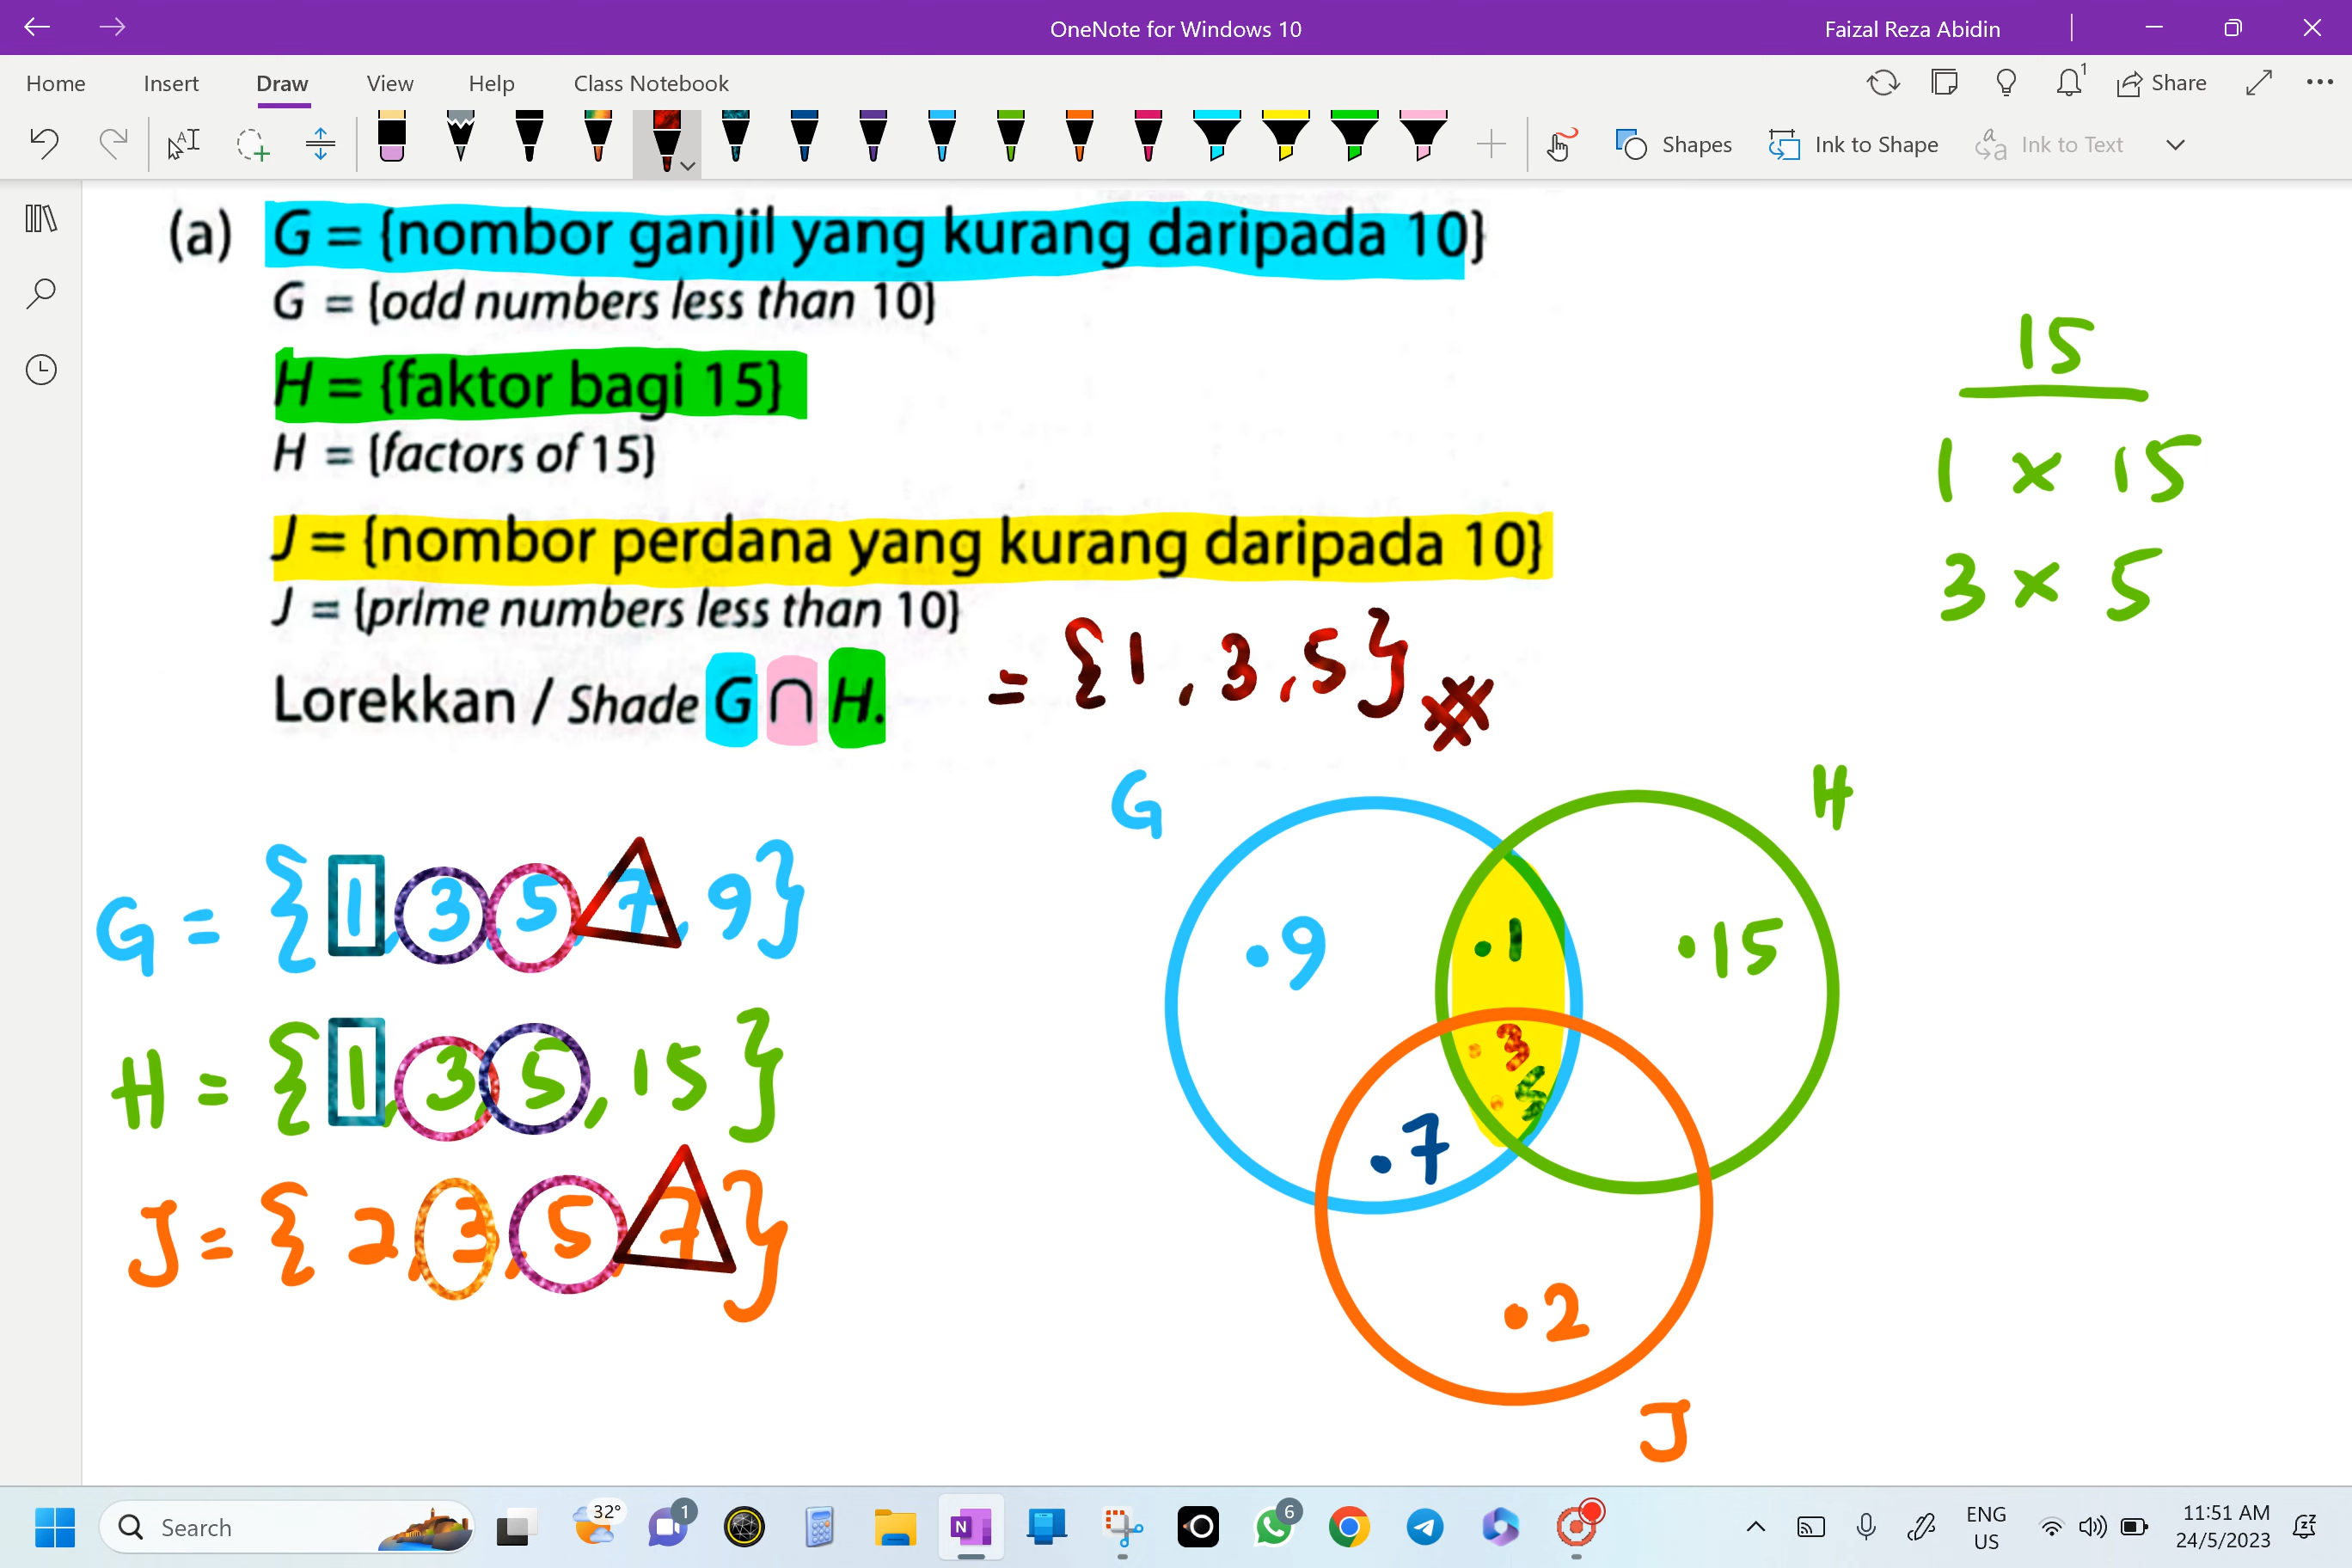 OneNote for Windows 10
Faizal Reza Abidin
Home Insert Draw View Help Class Notebook
1
Share
Shapes Ink to Shape Ink to Text
(a) G = {nombor ganjil yang kurang daripada 10}
G = {odd numbers less than 10}
H = {faktor bagi 15}
H = {factors of 15}
J = {nombor perdana yang kurang daripada 10}
J = {prime numbers less than 10}
Lorekkan / Shade G ∩ H.
= {1, 3, 5}
15
1 × 15
3 × 5
G = {1, 3, 5, 7, 9}
H = {1, 3, 5, 15}
J = {2, 3, 5, 7}
G
H
.9
.1
.15
.3
.5
.7
.2
J
Search
32°
1
6
ENG
US
11:51 AM
24/5/2023